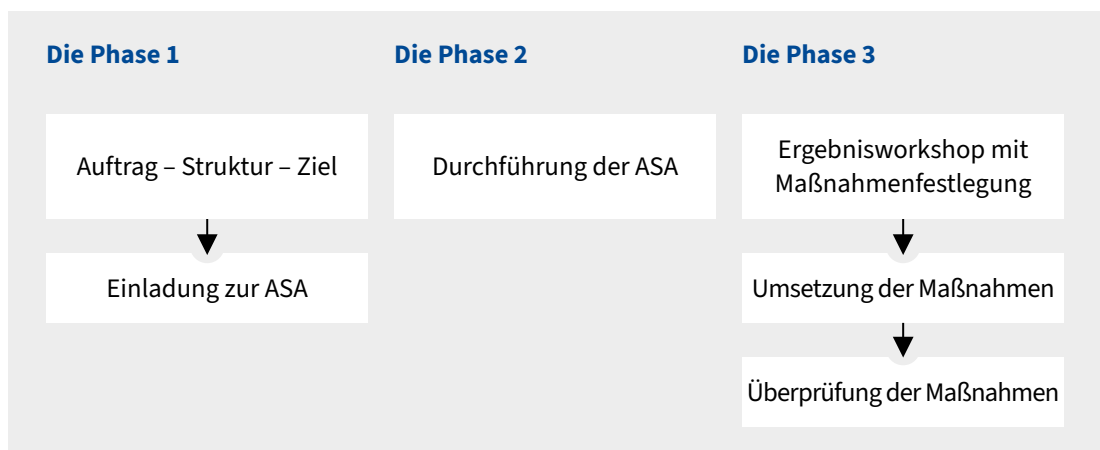 Die Phase 1
Auftrag – Struktur – Ziel
Einladung zur ASA
Die Phase 2
Durchführung der ASA
Die Phase 3
Ergebnisworkshop mit
Maßnahmenfestlegung
Umsetzung der Maßnahmen
Überprüfung der Maßnahmen